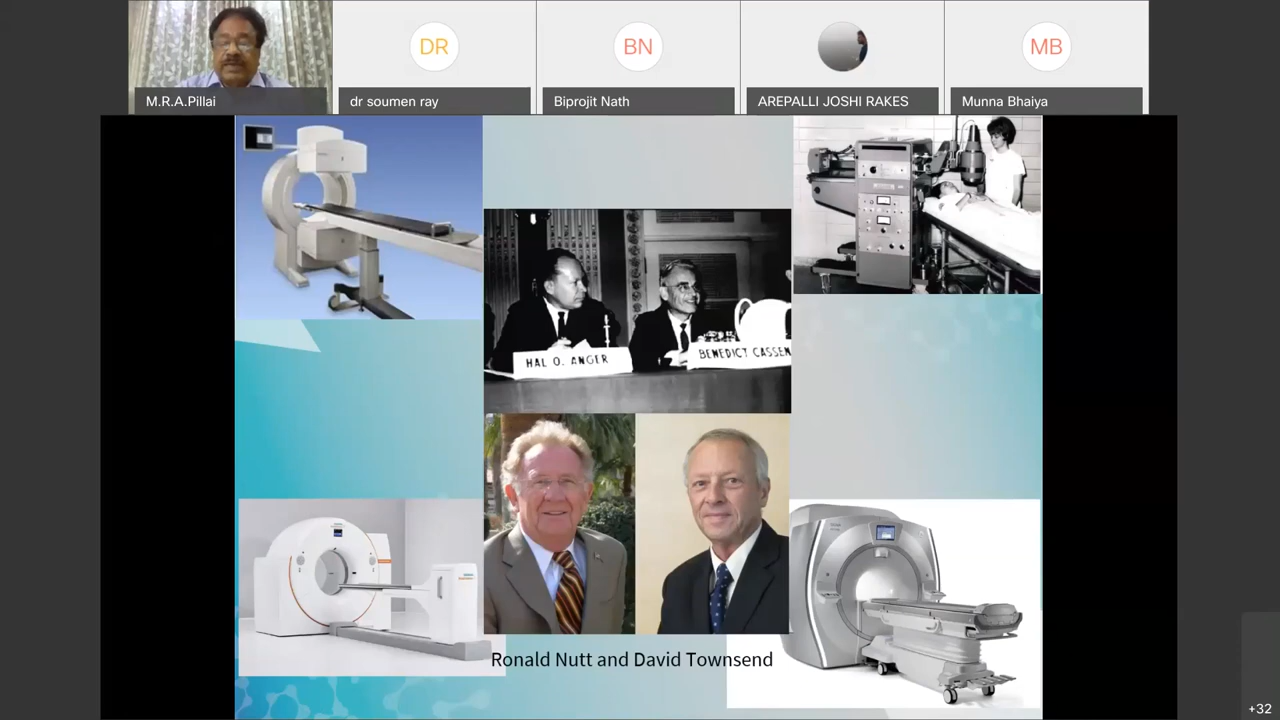 DR
BN
MB
M.R.A.Pillai
dr soumen ray
Biprojit Nath
AREPALLI JOSHI RAKES
Munna Bhaiya
HAL O. ANGER
BENEDICT CASSEN
Ronald Nutt and David Townsend
+32